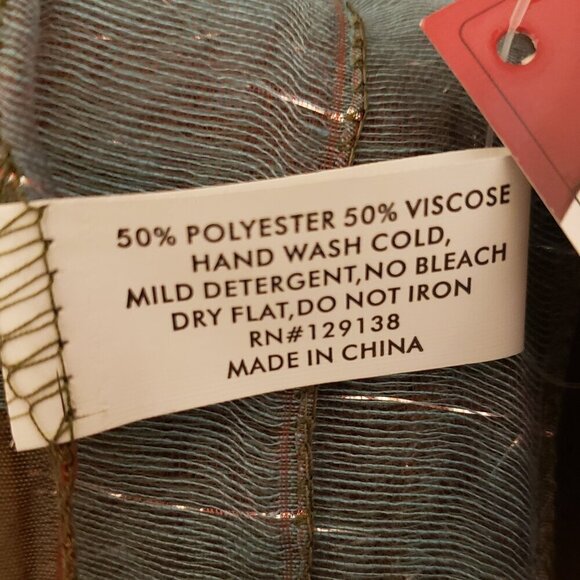 50% POLYESTER 50% VISCOSE
HAND WASH COLD,
MILD DETERGENT,NO BLEACH
DRY FLAT,DO NOT IRON
RN#129138
MADE IN CHINA